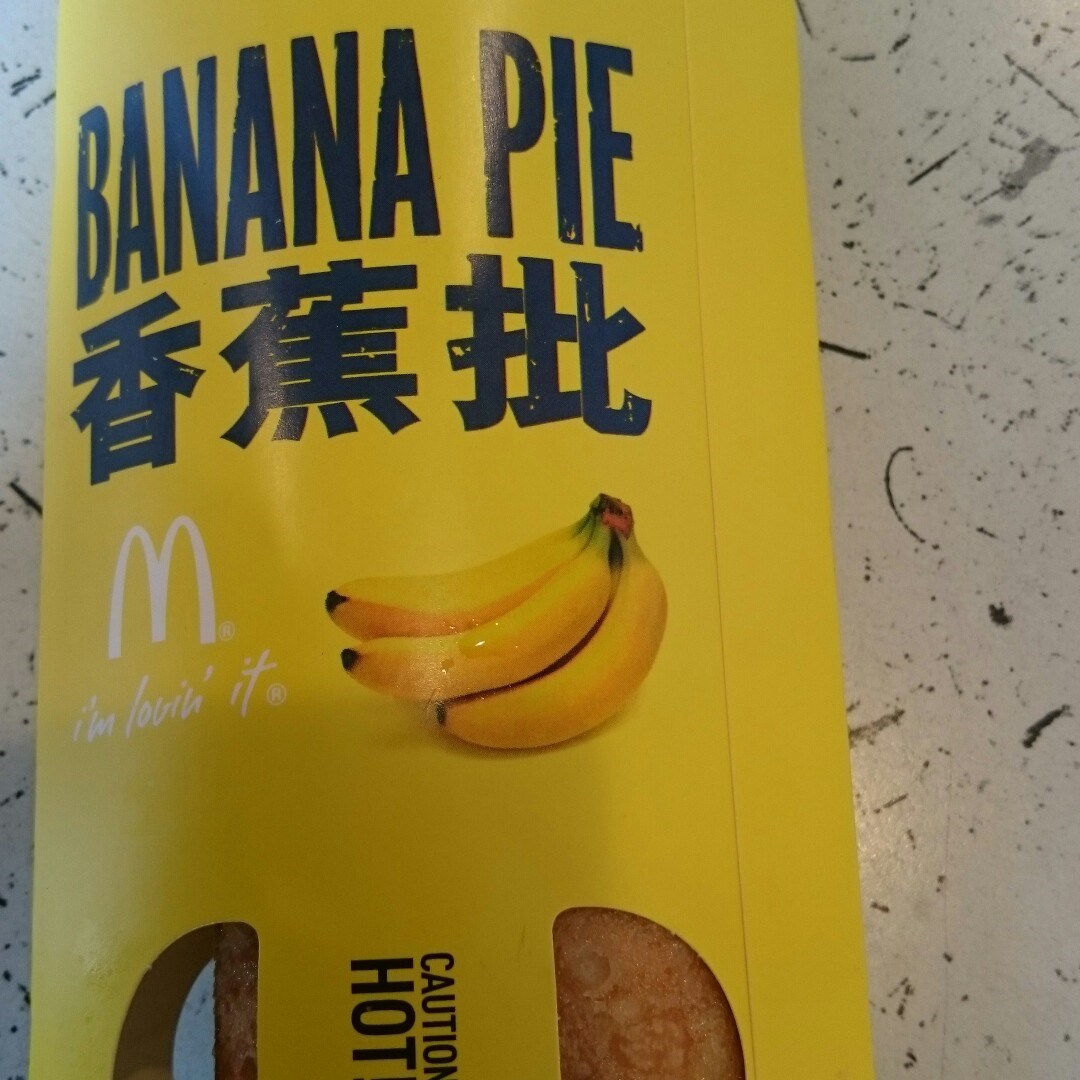 BANANA PIE
香蕉批
M®
i'm lovin' it®
CAUTION
HOT!